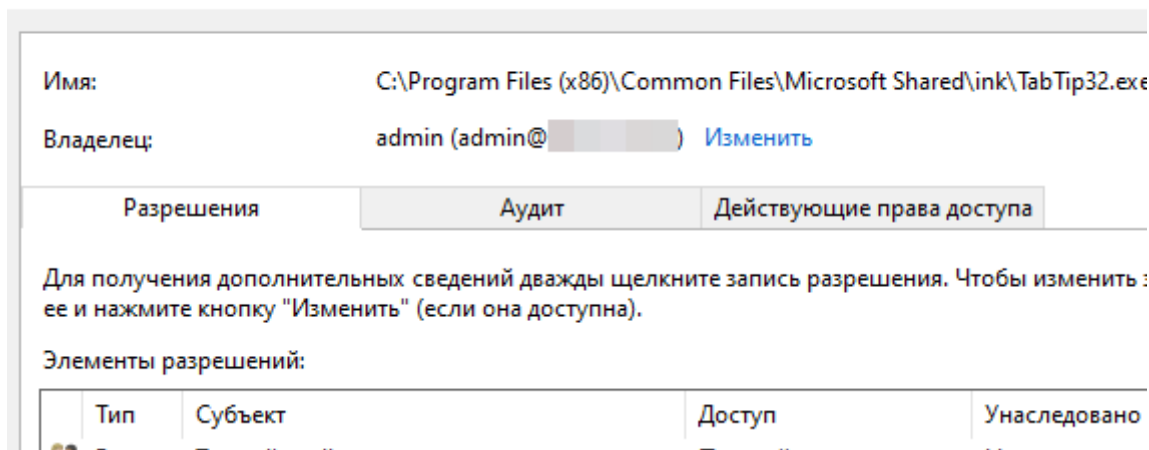 Имя: C:\Program Files (x86)\Common Files\Microsoft Shared\ink\TabTip32.exe
Владелец: admin (admin@ ) Изменить
Разрешения Аудит Действующие права доступа
Для получения дополнительных сведений дважды щелкните запись разрешения. Чтобы изменить
ее и нажмите кнопку "Изменить" (если она доступна).
Элементы разрешений:
Тип Субъект Доступ Унаследовано